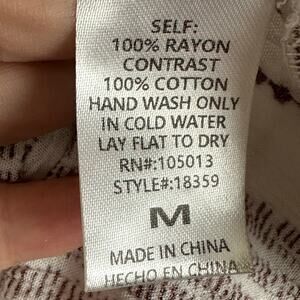 SELF:
100% RAYON
CONTRAST
100% COTTON
HAND WASH ONLY
IN COLD WATER
LAY FLAT TO DRY
RN#:105013
STYLE#:18359
M
MADE IN CHINA
HECHO EN CHINA